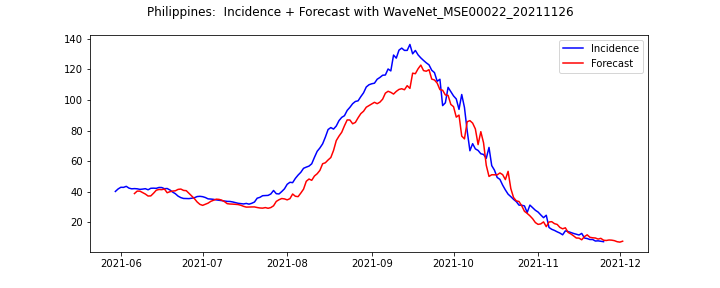 Philippines:  Incidence + Forecast with WaveNet_MSE00022_20211126
140
120
100
80
60
40
20
Incidence
Forecast
2021-06 2021-07 2021-08 2021-09 2021-10 2021-11 2021-12